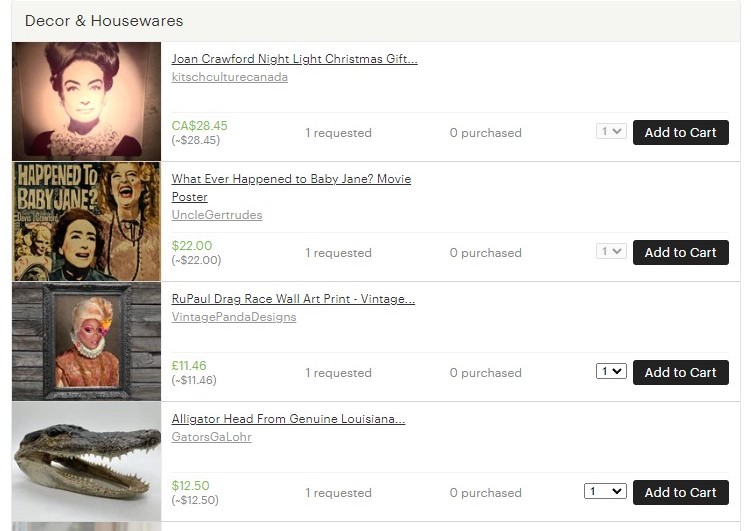 Decor & Housewares
Joan Crawford Night Light Christmas Gift...
kitschculturecanada
CA$28.45
(~$28.45)
1 requested
0 purchased
1
Add to Cart
HAPPENED TO
BABY JANE?
What Ever Happened to Baby Jane? Movie
Poster
UncleGertrudes
$22.00
(~$22.00)
1 requested
0 purchased
1
Add to Cart
RuPaul Drag Race Wall Art Print - Vintage...
VintagePandaDesigns
£11.46
(~$11.46)
1 requested
0 purchased
1
Add to Cart
Alligator Head From Genuine Louisiana...
GatorsGaLohr
$12.50
(~$12.50)
1 requested
0 purchased
1
Add to Cart